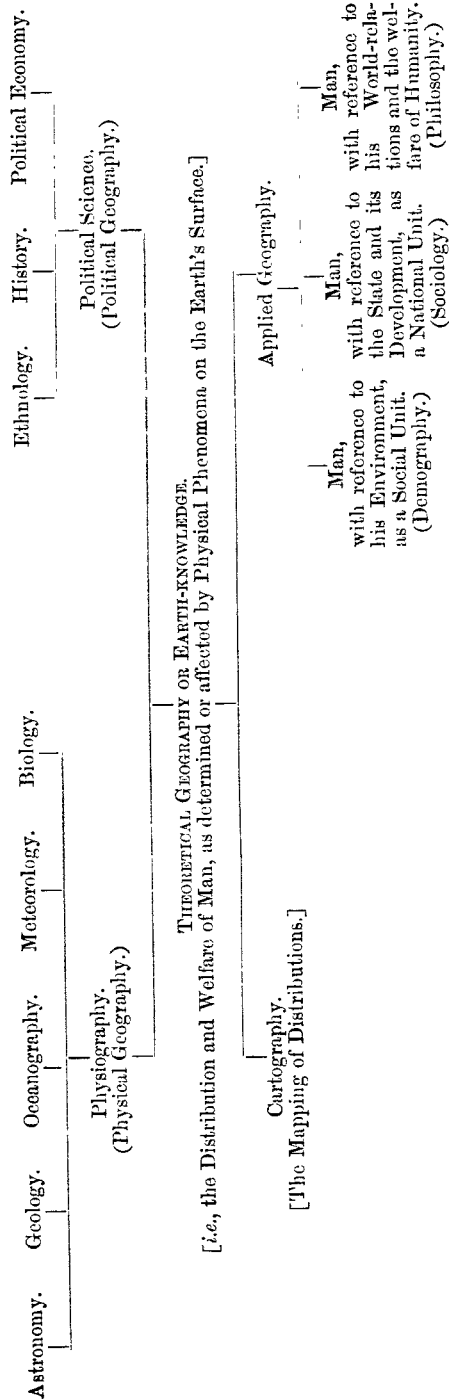 Astronomy. Geology. Oceanography. Meteorology. Biology. Ethnology. History. Political Economy.
Physiography.
(Physical Geography.)
Political Science.
(Political Geography.)
THEORETICAL GEOGRAPHY OR EARTH-KNOWLEDGE.
[i.e., the Distribution and Welfare of Man, as determined or affected by Physical Phenomena on the Earth's Surface.]
Cartography.
[The Mapping of Distributions.]
Applied Geography.
Man,
with reference to
his Environment,
as a Social Unit.
(Demography.)
Man,
with reference to
the State and its
Development, as
a National Unit.
(Sociology.)
Man,
with reference to
his World-rela-
tions and the wel-
fare of Humanity.
(Philosophy.)